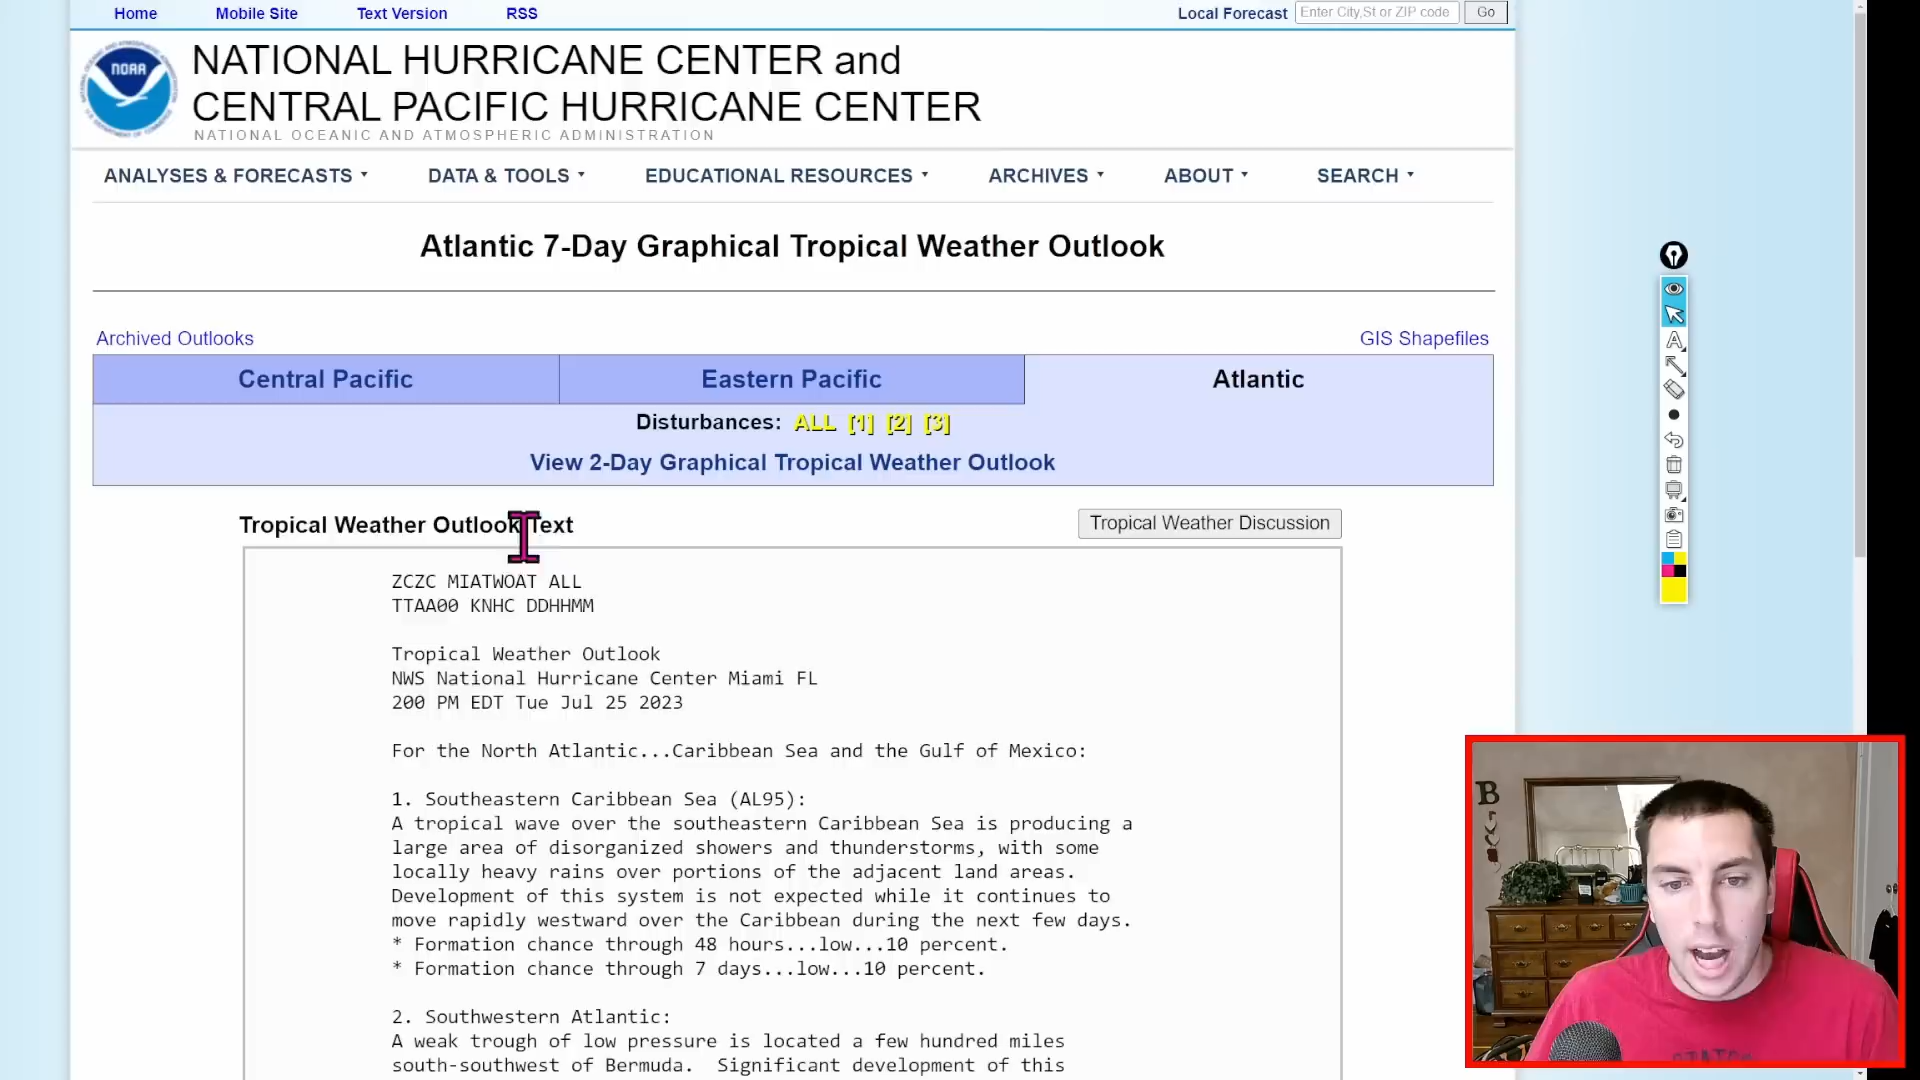 Home Mobile Site Text Version RSS Local Forecast Enter City,St or ZIP code Go
NOAA
NATIONAL HURRICANE CENTER and
CENTRAL PACIFIC HURRICANE CENTER
NATIONAL OCEANIC AND ATMOSPHERIC ADMINISTRATION
ANALYSES & FORECASTS DATA & TOOLS EDUCATIONAL RESOURCES ARCHIVES ABOUT SEARCH
Atlantic 7-Day Graphical Tropical Weather Outlook
Archived Outlooks GIS Shapefiles
Central Pacific Eastern Pacific Atlantic
Disturbances: ALL [1] [2] [3]
View 2-Day Graphical Tropical Weather Outlook
Tropical Weather Outlook Text Tropical Weather Discussion
ZCZC MIATWOAT ALL
TTAA00 KNHC DDHHMM
Tropical Weather Outlook
NWS National Hurricane Center Miami FL
200 PM EDT Tue Jul 25 2023
For the North Atlantic...Caribbean Sea and the Gulf of Mexico:
1. Southeastern Caribbean Sea (AL95):
A tropical wave over the southeastern Caribbean Sea is producing a
large area of disorganized showers and thunderstorms, with some
locally heavy rains over portions of the adjacent land areas.
Development of this system is not expected while it continues to
move rapidly westward over the Caribbean during the next few days.
* Formation chance through 48 hours...low...10 percent.
* Formation chance through 7 days...low...10 percent.
2. Southwestern Atlantic:
A weak trough of low pressure is located a few hundred miles
south-southwest of Bermuda.  Significant development of this
A
B